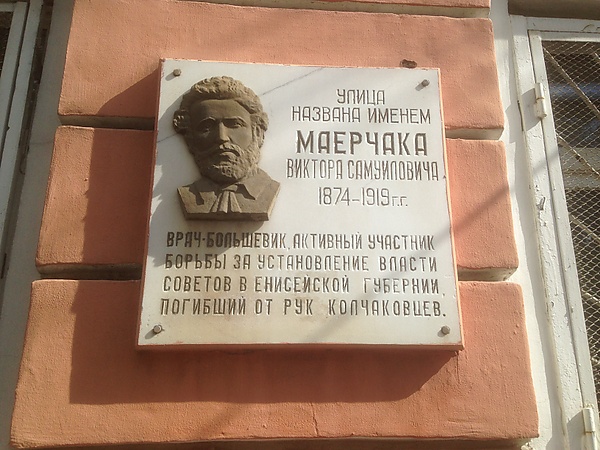 УЛИЦА
НАЗВАНА ИМЕНЕМ
МАЕРЧАКА
ВИКТОРА САМУИЛОВИЧА
1874-1919 г.г.
ВРАЧ-БОЛЬШЕВИК, АКТИВНЫЙ УЧАСТНИК
БОРЬБЫ ЗА УСТАНОВЛЕНИЕ ВЛАСТИ
СОВЕТОВ В ЕНИСЕЙСКОЙ ГУБЕРНИИ,
ПОГИБШИЙ ОТ РУК КОЛЧАКОВЦЕВ.